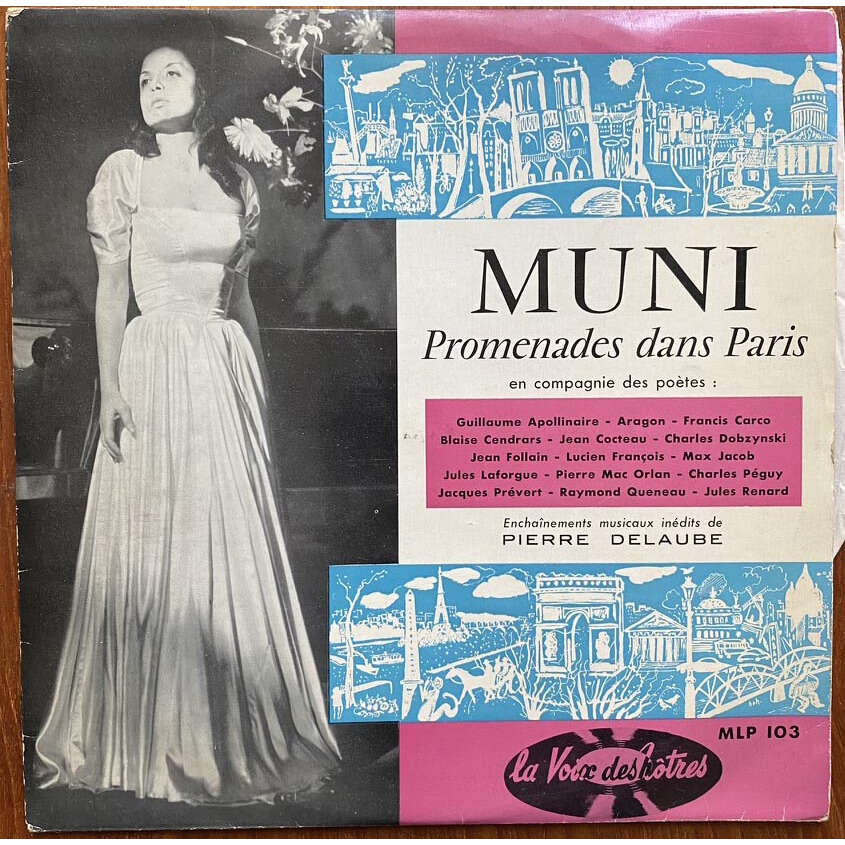 MUNI
Promenades dans Paris
en compagnie des poètes :
Guillaume Apollinaire - Aragon - Francis Carco
Blaise Cendrars - Jean Cocteau - Charles Dobzynski
Jean Follain - Lucien François - Max Jacob
Jules Laforgue - Pierre Mac Orlan - Charles Péguy
Jacques Prévert - Raymond Queneau - Jules Renard
Enchaînements musicaux inédits de
PIERRE DELAUBE
MLP 103
la Voix des nôtres